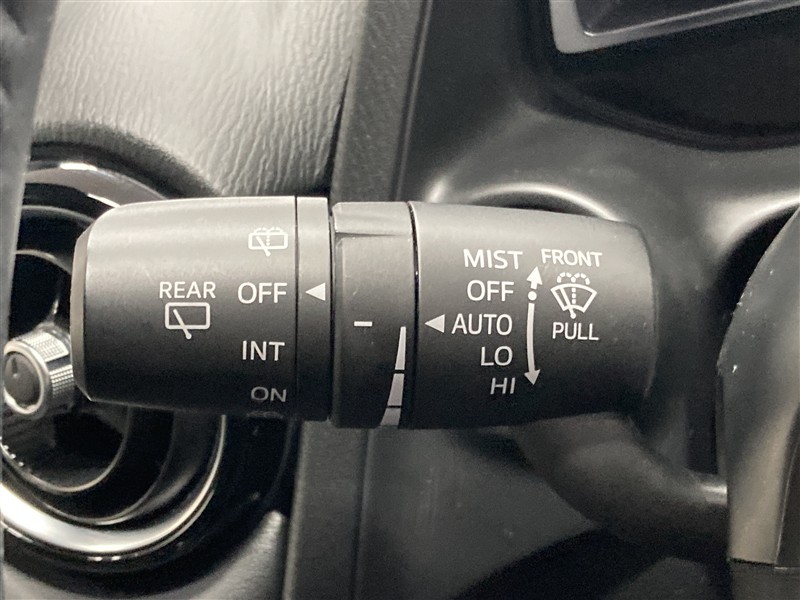 REAR
OFF
INT
ON
MIST
OFF
AUTO
LO
HI
FRONT
PULL